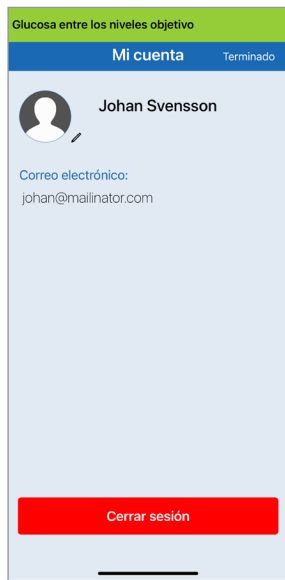 Glucosa entre los niveles objetivo
Mi cuenta Terminado
Johan Svensson
Correo electrónico:
johan@mailinator.com
Cerrar sesión